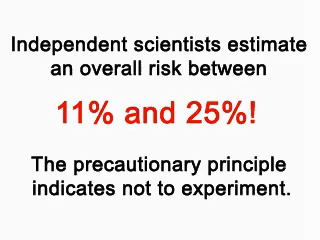 Independent scientists estimate
an overall risk between
11% and 25%!
The precautionary principle
indicates not to experiment.